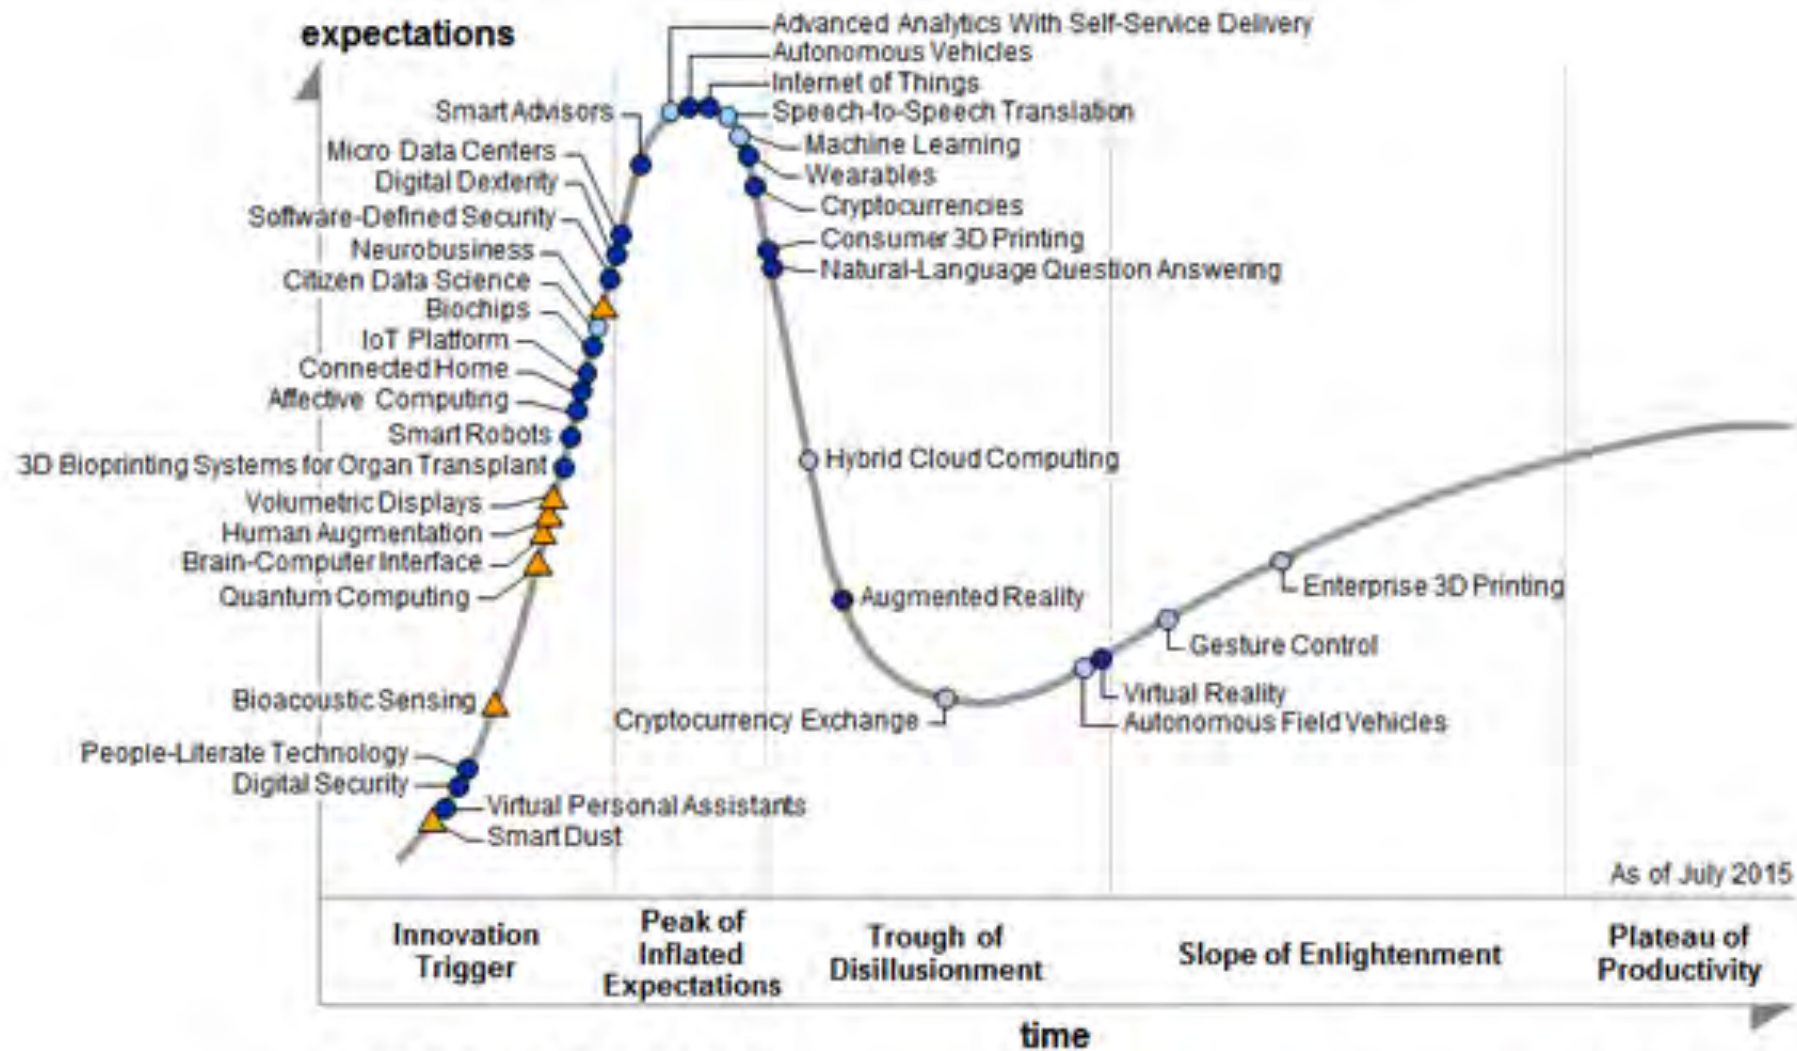 expectations
Advanced Analytics With Self-Service Delivery
Autonomous Vehicles
Internet of Things
Smart Advisors
Speech-to-Speech Translation
Micro Data Centers
Machine Learning
Digital Dexterity
Wearables
Software-Defined Security
Cryptocurrencies
Neurobusiness
Consumer 3D Printing
Citizen Data Science
Natural-Language Question Answering
Biochips
IoT Platform
Connected Home
Affective Computing
Smart Robots
3D Bioprinting Systems for Organ Transplant
Hybrid Cloud Computing
Volumetric Displays
Human Augmentation
Brain-Computer Interface
Quantum Computing
Augmented Reality
Enterprise 3D Printing
Gesture Control
Bioacoustic Sensing
Virtual Reality
Cryptocurrency Exchange
Autonomous Field Vehicles
People-Literate Technology
Digital Security
Virtual Personal Assistants
Smart Dust
As of July 2015
Innovation
Trigger
Peak of
Inflated
Expectations
Trough of
Disillusionment
Slope of Enlightenment
Plateau of
Productivity
time